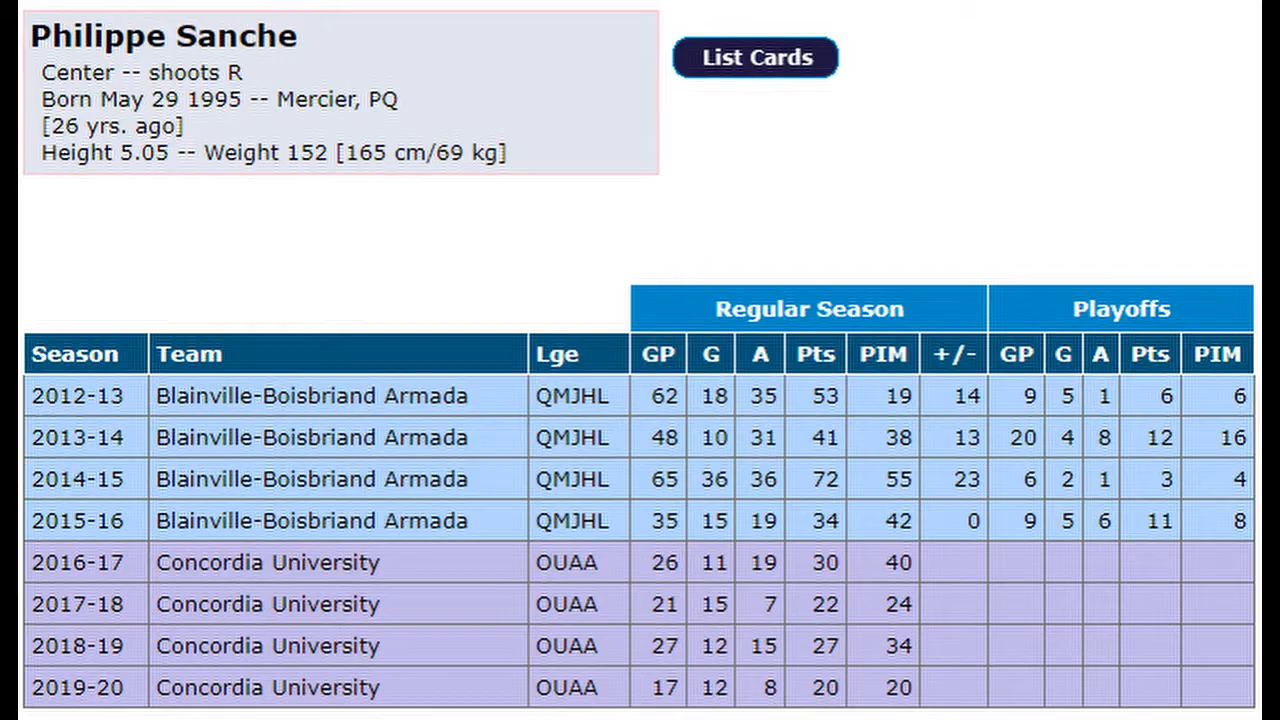 Philippe Sanche
List Cards
Center -- shoots R
Born May 29 1995 -- Mercier, PQ
[26 yrs. ago]
Height 5.05 -- Weight 152 [165 cm/69 kg]
Regular Season Playoffs
Season Team Lge GP G A Pts PIM +/- GP G A Pts PIM
2012-13 Blainville-Boisbriand Armada QMJHL 62 18 35 53 19 14 9 5 1 6 6
2013-14 Blainville-Boisbriand Armada QMJHL 48 10 31 41 38 13 20 4 8 12 16
2014-15 Blainville-Boisbriand Armada QMJHL 65 36 36 72 55 23 6 2 1 3 4
2015-16 Blainville-Boisbriand Armada QMJHL 35 15 19 34 42 0 9 5 6 11 8
2016-17 Concordia University OUAA 26 11 19 30 40
2017-18 Concordia University OUAA 21 15 7 22 24
2018-19 Concordia University OUAA 27 12 15 27 34
2019-20 Concordia University OUAA 17 12 8 20 20